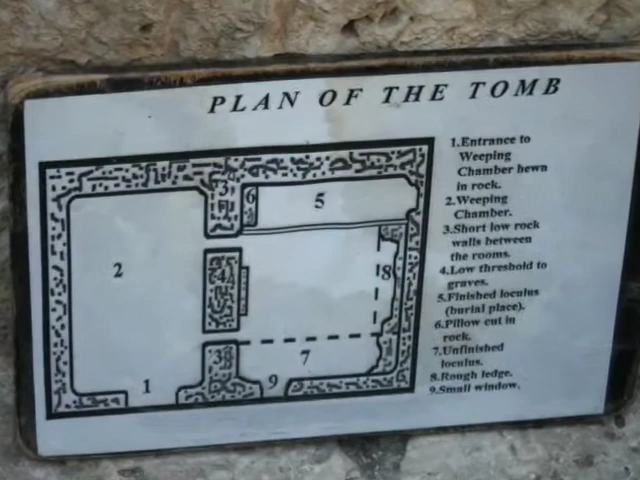 PLAN OF THE TOMB
1.Entrance to
Weeping
Chamber hewn
in rock.
2.Weeping
Chamber.
3.Short low rock
walls between
the rooms.
4.Low threshold to
graves.
5.Finished loculus
(burial place).
6.Pillow cut in
rock.
7.Unfinished
loculus.
8.Rough ledge.
9.Small window.
3
6
5
2
4
8
3
7
1
9